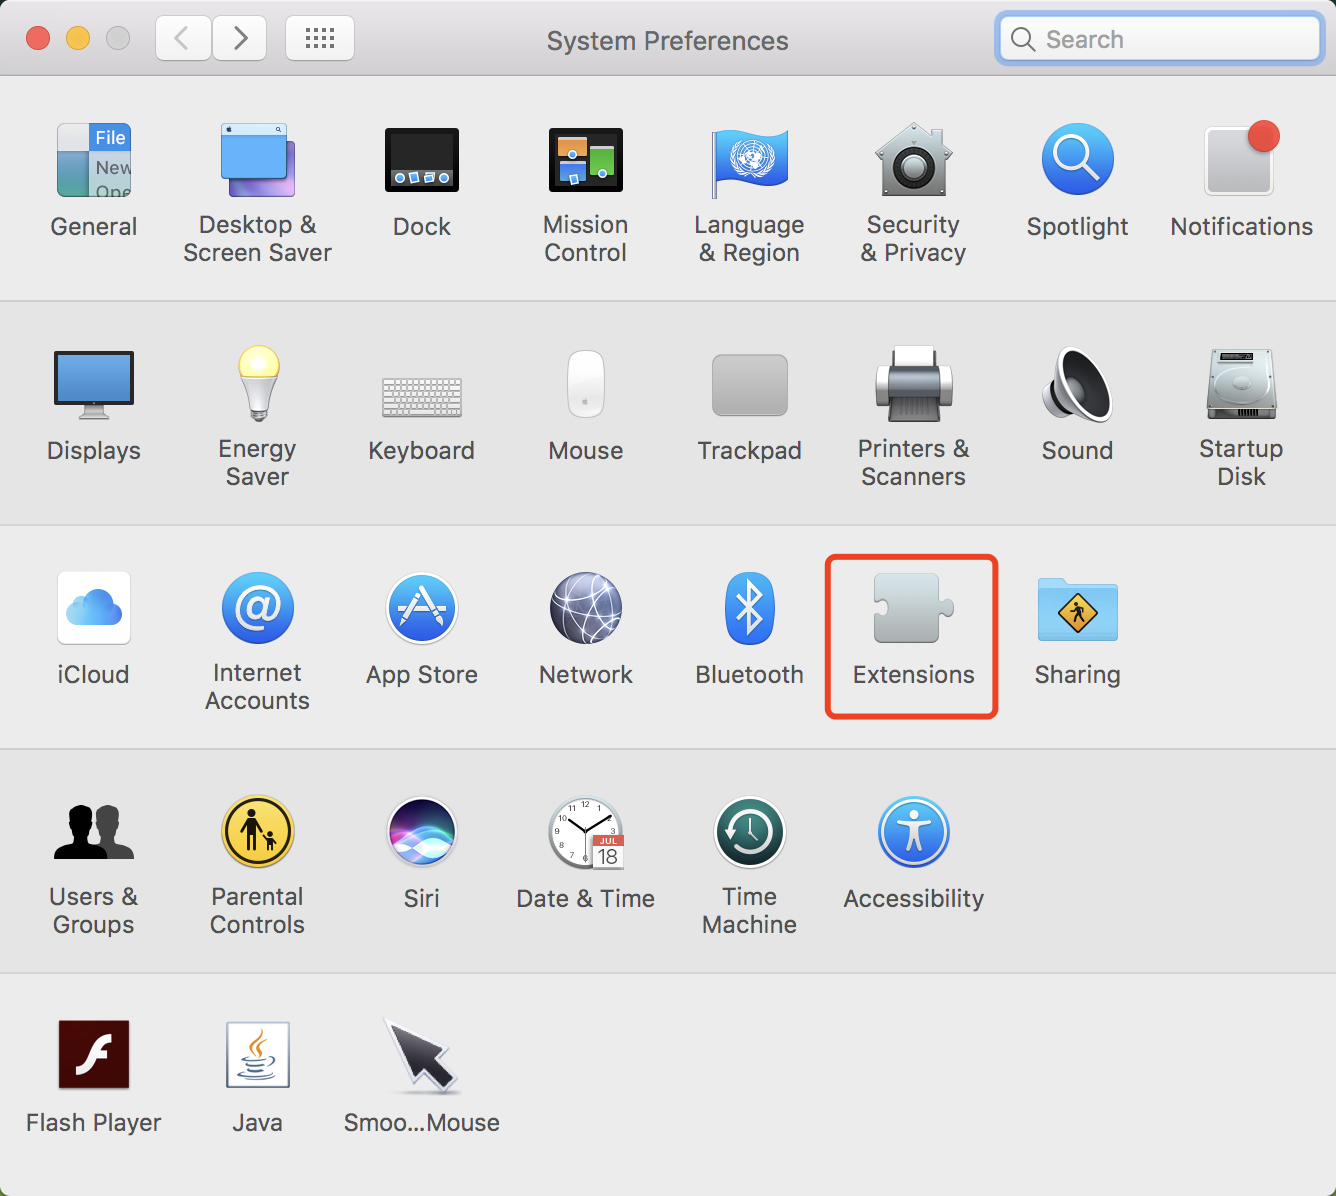 System Preferences
Search
File
New
Ope
General
Desktop &
Screen Saver
Dock
Mission
Control
Language
& Region
Security
& Privacy
Spotlight
Notifications
Displays
Energy
Saver
Keyboard
Mouse
Trackpad
Printers &
Scanners
Sound
Startup
Disk
iCloud
@
Internet
Accounts
App Store
Network
Bluetooth
Extensions
Sharing
Users &
Groups
Parental
Controls
Siri
11 12 1
10 2
9 3
8
7 6
JUL
18
Date & Time
Time
Machine
Accessibility
Flash Player
Java
Smoo...Mouse